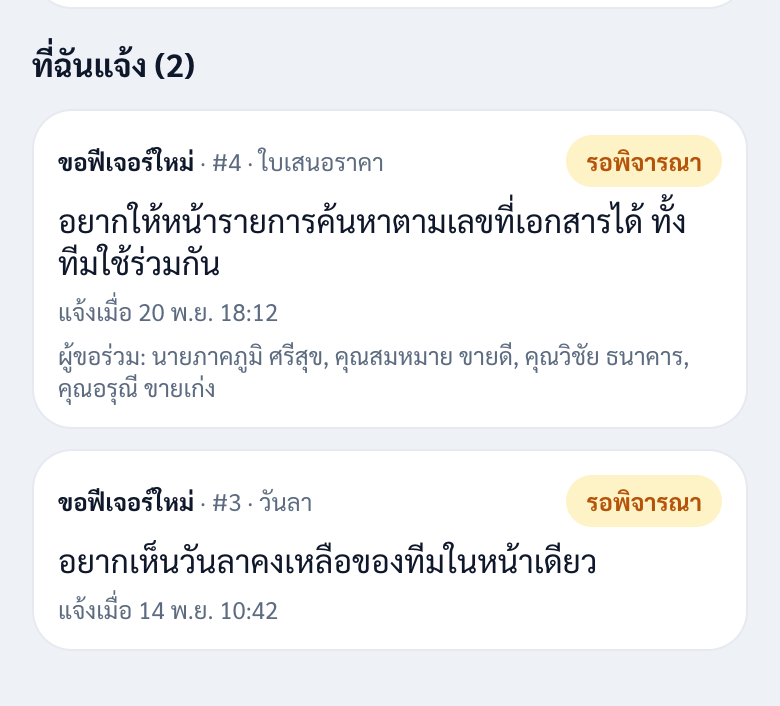 ที่ฉันแจ้ง (2)
ขอฟีเจอร์ใหม่ · #4 · ใบเสนอราคา
รอพิจารณา
อยากให้หน้ารายการค้นหาตามเลขที่เอกสารได้ ทั้ง
ทีมใช้ร่วมกัน
แจ้งเมื่อ 20 พ.ย. 18:12
ผู้ขอร่วม: นายภาคภูมิ ศรีสุข, คุณสมหมาย ขายดี, คุณวิชัย ธนาคาร,
คุณอรุณี ขายเก่ง
ขอฟีเจอร์ใหม่ · #3 · วันลา
รอพิจารณา
อยากเห็นวันลาคงเหลือของทีมในหน้าเดียว
แจ้งเมื่อ 14 พ.ย. 10:42